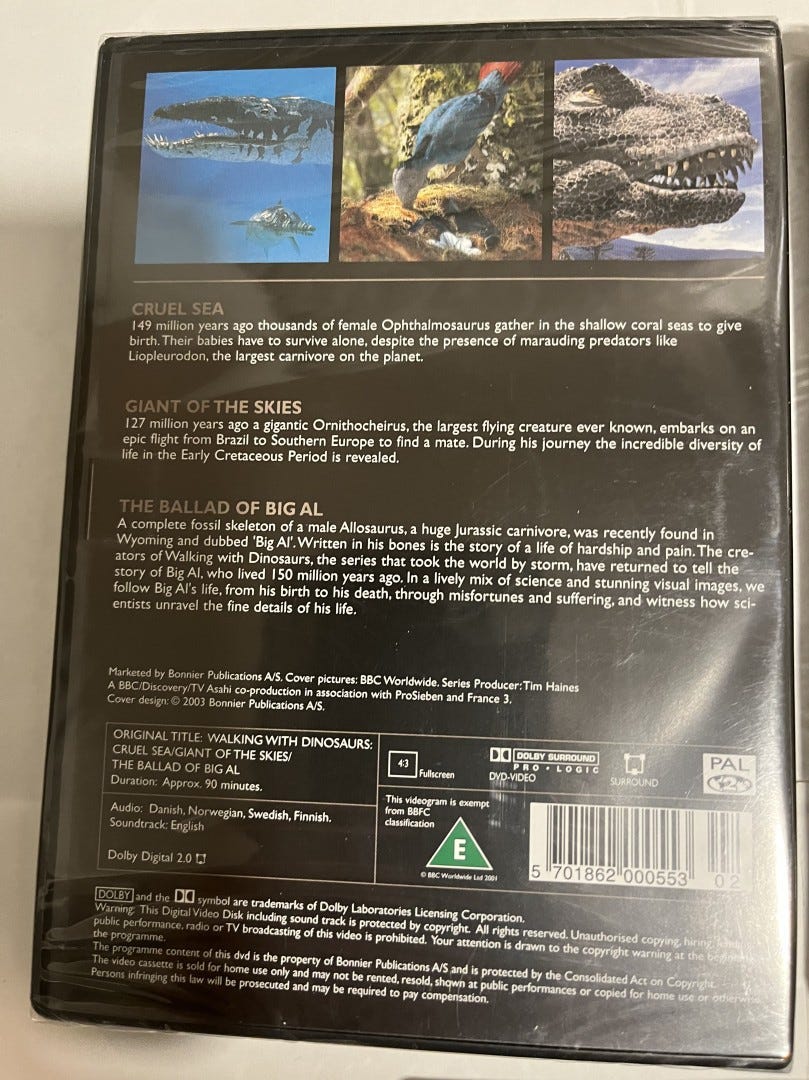 CRUEL SEA
149 million years ago thousands of female Ophthalmosaurus gather in the shallow coral seas to give
birth. Their babies have to survive alone, despite the presence of marauding predators like
Liopleurodon, the largest carnivore on the planet.
GIANT OF THE SKIES
127 million years ago a gigantic Ornithocheirus, the largest flying creature ever known, embarks on an
epic flight from Brazil to Southern Europe to find a mate. During his journey the incredible diversity of
life in the Early Cretaceous Period is revealed.
THE BALLAD OF BIG AL
A complete fossil skeleton of a male Allosaurus, a huge Jurassic carnivore, was recently found in
Wyoming and dubbed 'Big Al'. Written in his bones is the story of a life of hardship and pain. The cre-
ators of Walking with Dinosaurs, the series that took the world by storm, have returned to tell the
story of Big Al, who lived 150 million years ago. In a lively mix of science and stunning visual images, we
follow Big Al's life, from his birth to his death, through misfortunes and suffering, and witness how sci-
entists unravel the fine details of his life.
Marketed by Bonnier Publications A/S. Cover pictures: BBC Worldwide. Series Producer: Tim Haines
A BBC/Discovery/TV Asahi co-production in association with ProSieben and France 3.
Cover design: © 2003 Bonnier Publications A/S.
ORIGINAL TITLE: WALKING WITH DINOSAURS:
CRUEL SEA/GIANT OF THE SKIES/
THE BALLAD OF BIG AL
Duration: Approx. 90 minutes.
Audio: Danish, Norwegian, Swedish, Finnish.
Soundtrack: English
Dolby Digital 2.0
4:3
Fullscreen
DOLBY SURROUND
PRO • LOGIC
DVD-VIDEO
SURROUND
PAL
2
This videogram is exempt
from BBFC
classification
E
© BBC Worldwide Ltd 2001
5 701862 000553 02
DOLBY and the symbol are trademarks of Dolby Laboratories Licensing Corporation.
Warning: This Digital Video Disk including sound track is protected by copyright. All rights reserved. Unauthorised copying, hiring,
public performance, radio or TV broadcasting of this video is prohibited. Your attention is drawn to the copyright warning at the
the programme.
The programme content of this dvd is the property of Bonnier Publications A/S and is protected by the Consolidated Act on Copyright.
The video cassette is sold for home use only and may not be rented, resold, shown at public performances or copied for home use or otherwise.
Persons infringing this law will be prosecuted and may be required to pay compensation.